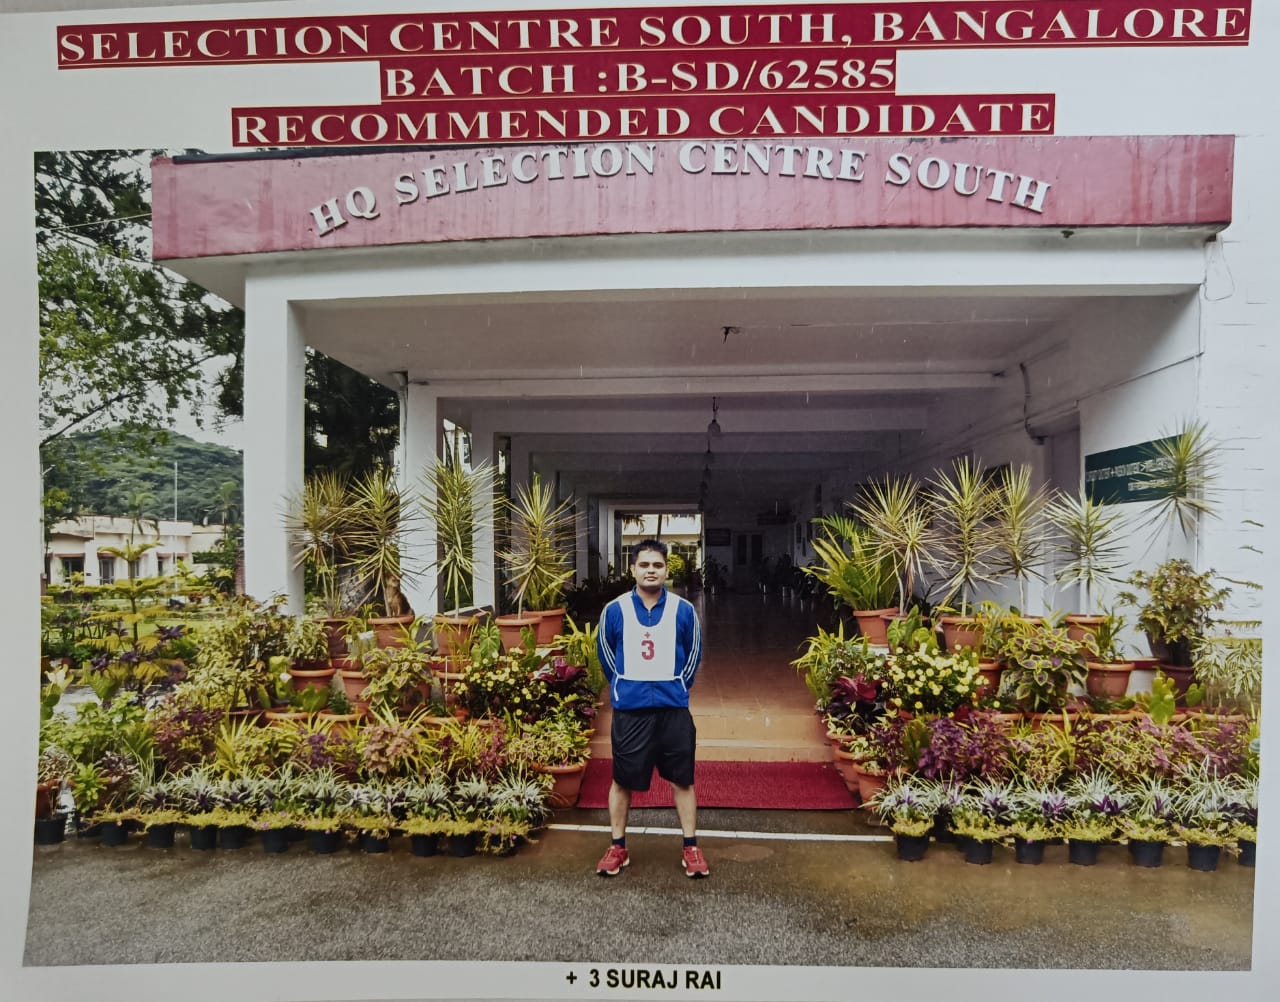 SELECTION CENTRE SOUTH, BANGALORE
BATCH :B-SD/62585
RECOMMENDED CANDIDATE
HQ SELECTION CENTRE SOUTH
+
3
+ 3 SURAJ RAI